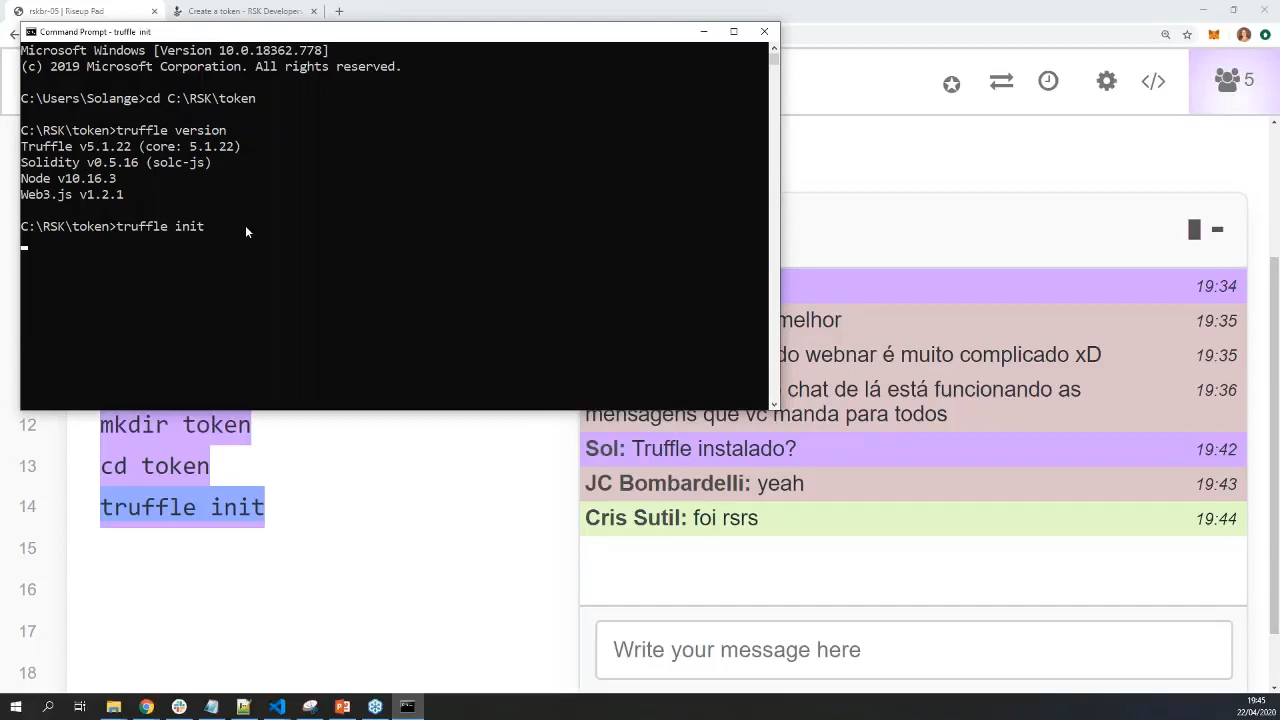 rskbr-05 | Riseup Pad
Create a token - RSK Developers
Command Prompt - truffle init
Microsoft Windows [Version 10.0.18362.778]
(c) 2019 Microsoft Corporation. All rights reserved.
C:\Users\Solange>cd C:\RSK\token
C:\RSK\token>truffle version
Truffle v5.1.22 (core: 5.1.22)
Solidity v0.5.16 (solc-js)
Node v10.16.3
Web3.js v1.2.1
C:\RSK\token>truffle init
5
19:34
melhor 19:35
do webnar é muito complicado xD 19:35
chat de lá está funcionando as 19:36
mensagens que vc manda para todos
Sol: Truffle instalado? 19:42
JC Bombardelli: yeah 19:43
Cris Sutil: foi rsrs 19:44
Write your message here
12 mkdir token
13 cd token
14 truffle init
15
16
17
18
19:45
22/04/2020